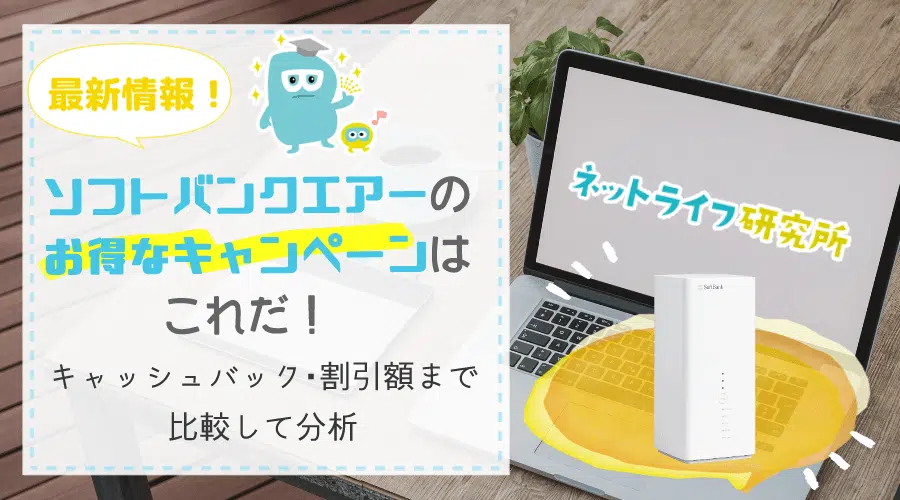 最新情報！
ソフトバンクエアーの
お得なキャンペーンは
これだ！
キャッシュバック・割引額まで
比較して分析
ネットライフ研究所
SoftBank